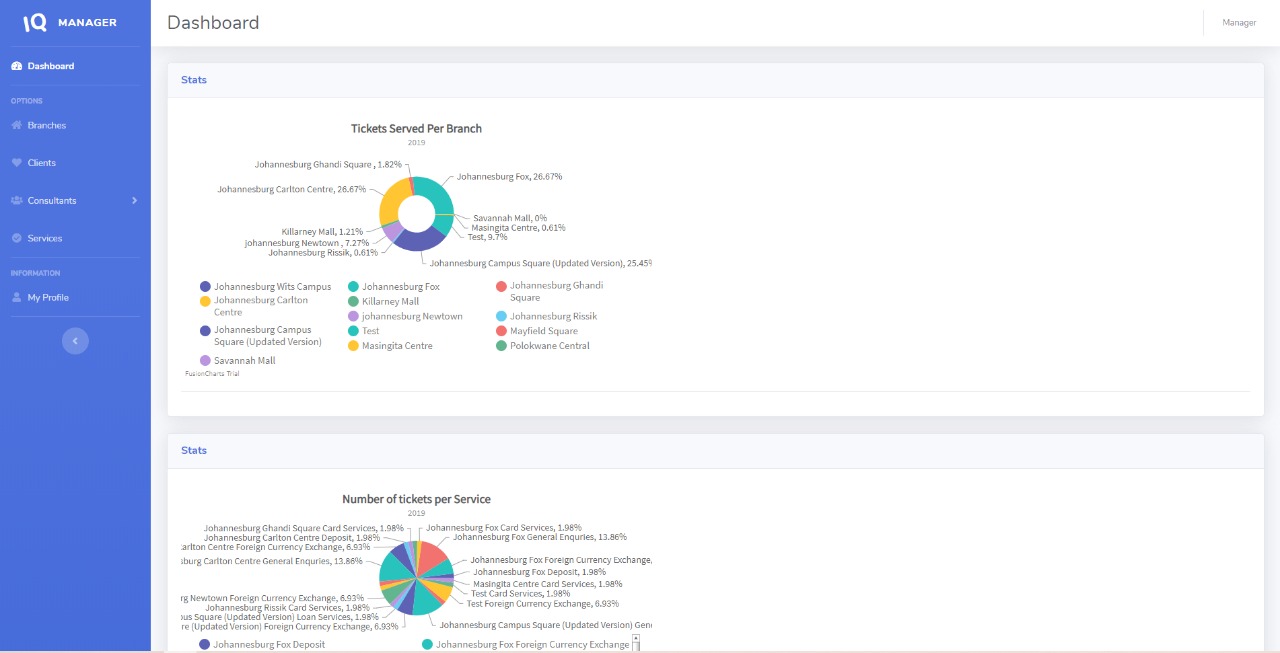 IQ MANAGER
Dashboard
Manager
Dashboard
OPTIONS
Branches
Clients
Consultants
Services
INFORMATION
My Profile
Stats
Tickets Served Per Branch
2019
Johannesburg Ghandi Square , 1.82%
Johannesburg Fox, 26.67%
Johannesburg Carlton Centre, 26.67%
Savannah Mall, 0%
Masingita Centre, 0.61%
Test, 9.7%
Killarney Mall, 1.21%
johannesburg Newtown , 7.27%
Johannesburg Rissik, 0.61%
Johannesburg Campus Square (Updated Version), 25.45%
Johannesburg Wits Campus
Johannesburg Fox
Johannesburg Ghandi
Square
Johannesburg Carlton
Centre
Killarney Mall
johannesburg Newtown
Johannesburg Rissik
Johannesburg Campus
Square (Updated Version)
Test
Mayfield Square
Masingita Centre
Polokwane Central
Savannah Mall
FusionCharts Trial
Stats
Number of tickets per Service
2019
Johannesburg Ghandi Square Card Services, 1.98%
Johannesburg Fox Card Services, 1.98%
Johannesburg Carlton Centre Deposit, 1.98%
Johannesburg Fox General Enquries, 13.86%
arlton Centre Foreign Currency Exchange, 6.93%
sburg Carlton Centre General Enquries, 13.86%
Johannesburg Fox Foreign Currency Exchange,
Johannesburg Fox Deposit, 1.98%
Masingita Centre Card Services, 1.98%
Test Card Services, 1.98%
Test Foreign Currency Exchange, 6.93%
rg Newtown Foreign Currency Exchange, 6.93%
Johannesburg Rissik Card Services, 1.98%
pus Square (Updated Version) Loan Services, 1.98%
re (Updated Version) Foreign Currency Exchange, 6.93%
Johannesburg Campus Square (Updated Version) Gen
Johannesburg Fox Deposit
Johannesburg Fox Foreign Currency Exchange